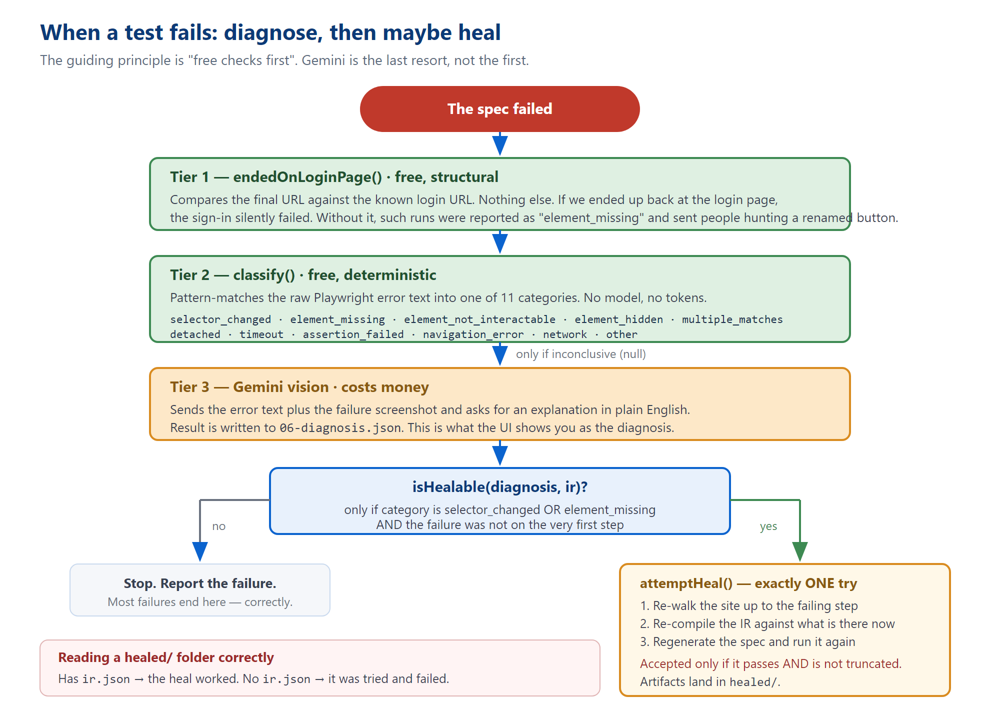 When a test fails: diagnose, then maybe heal
The guiding principle is "free checks first". Gemini is the last resort, not the first.
The spec failed
Tier 1 — endedOnLoginPage() · free, structural
Compares the final URL against the known login URL. Nothing else. If we ended up back at the login page,
the sign-in silently failed. Without it, such runs were reported as "element_missing" and sent people hunting a renamed button.
Tier 2 — classify() · free, deterministic
Pattern-matches the raw Playwright error text into one of 11 categories. No model, no tokens.
selector_changed · element_missing · element_not_interactable · element_hidden · multiple_matches
detached · timeout · assertion_failed · navigation_error · network · other
only if inconclusive (null)
Tier 3 — Gemini vision · costs money
Sends the error text plus the failure screenshot and asks for an explanation in plain English.
Result is written to 06-diagnosis.json. This is what the UI shows you as the diagnosis.
isHealable(diagnosis, ir)?
only if category is selector_changed OR element_missing
AND the failure was not on the very first step
no
yes
Stop. Report the failure.
Most failures end here — correctly.
attemptHeal() — exactly ONE try
1. Re-walk the site up to the failing step
2. Re-compile the IR against what is there now
3. Regenerate the spec and run it again
Accepted only if it passes AND is not truncated.
Artifacts land in healed/.
Reading a healed/ folder correctly
Has ir.json → the heal worked. No ir.json → it was tried and failed.